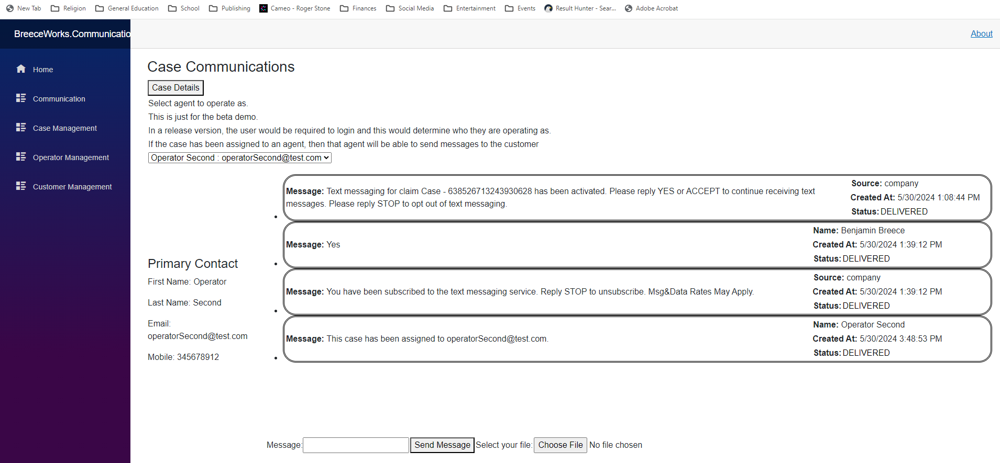 New Tab Religion General Education School Publishing Cameo - Roger Stone Finances Social Media Entertainment Events Result Hunter - Sear... Adobe Acrobat
BreeceWorks.Communicatio
About
Home
Communication
Case Management
Operator Management
Customer Management
Case Communications
Case Details
Select agent to operate as.
This is just for the beta demo.
In a release version, the user would be required to login and this would determine who they are operating as.
If the case has been assigned to an agent, then that agent will be able to send messages to the customer
Operator Second : operatorSecond@test.com
Primary Contact
First Name: Operator
Last Name: Second
Email:
operatorSecond@test.com
Mobile: 345678912
Message: Text messaging for claim Case - 638526713243930628 has been activated. Please reply YES or ACCEPT to continue receiving text
messages. Please reply STOP to opt out of text messaging.
Source: company
Created At: 5/30/2024 1:08:44 PM
Status: DELIVERED
Message: Yes
Name: Benjamin Breece
Created At: 5/30/2024 1:39:12 PM
Status: DELIVERED
Message: You have been subscribed to the text messaging service. Reply STOP to unsubscribe. Msg&Data Rates May Apply.
Source: company
Created At: 5/30/2024 1:39:12 PM
Status: DELIVERED
Message: This case has been assigned to operatorSecond@test.com.
Name: Operator Second
Created At: 5/30/2024 3:48:53 PM
Status: DELIVERED
Message: Send Message Select your file: Choose File No file chosen